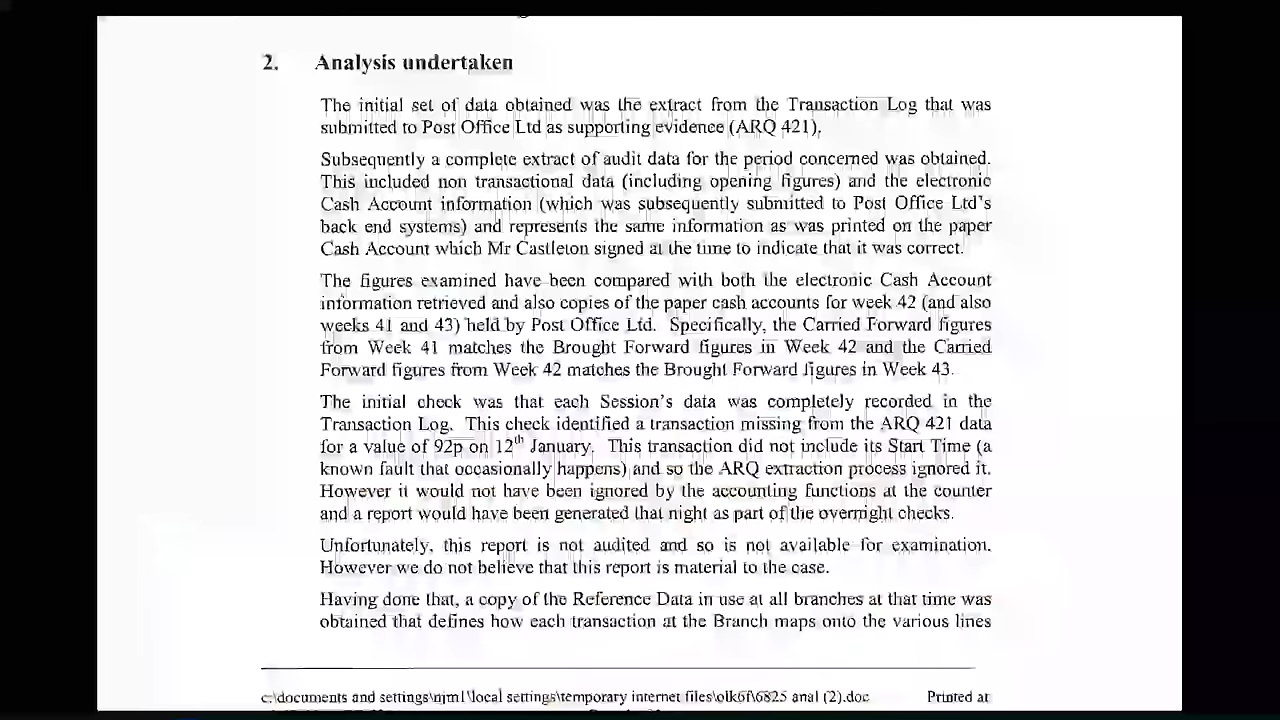 2. Analysis undertaken
The initial set of data obtained was the extract from the Transaction Log that was
submitted to Post Office Ltd as supporting evidence (ARQ 421).
Subsequently a complete extract of audit data for the period concerned was obtained.
This included non transactional data (including opening figures) and the electronic
Cash Account information (which was subsequently submitted to Post Office Ltd's
back end systems) and represents the same information as was printed on the paper
Cash Account which Mr Castleton signed at the time to indicate that it was correct.
The figures examined have been compared with both the electronic Cash Account
information retrieved and also copies of the paper cash accounts for week 42 (and also
weeks 41 and 43) held by Post Office Ltd. Specifically, the Carried Forward figures
from Week 41 matches the Brought Forward figures in Week 42 and the Carried
Forward figures from Week 42 matches the Brought Forward figures in Week 43.
The initial check was that each Session's data was completely recorded in the
Transaction Log. This check identified a transaction missing from the ARQ 421 data
for a value of 92p on 12th January. This transaction did not include its Start Time (a
known fault that occasionally happens) and so the ARQ extraction process ignored it.
However it would not have been ignored by the accounting functions at the counter
and a report would have been generated that night as part of the overnight checks.
Unfortunately, this report is not audited and so is not available for examination.
However we do not believe that this report is material to the case.
Having done that, a copy of the Reference Data in use at all branches at that time was
obtained that defines how each transaction at the Branch maps onto the various lines
c:\documents and settings\njm1\local settings\temporary internet files\olk6f\6825 anal (2).doc Printed at